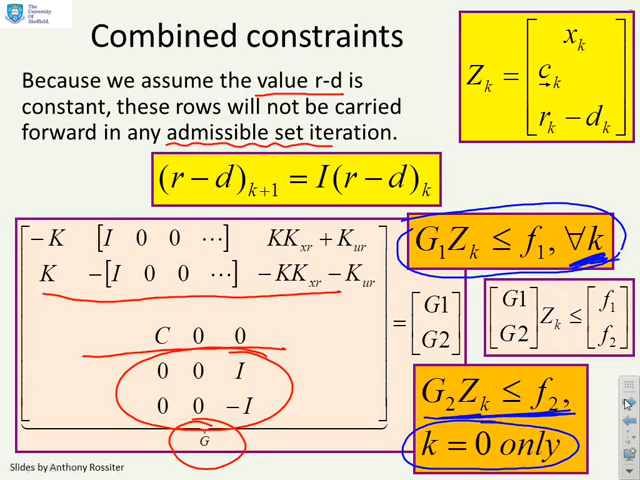 The University Of Sheffield.
Combined constraints
Because we assume the value r-d is
constant, these rows will not be carried
forward in any admissible set iteration.
Z_k = [x_k; c_k; r_k − d_k]
(r − d)_{k+1} = I(r − d)_k
[−K [I 0 0 ⋯] KK_{xr} + K_{ur}
K −[I 0 0 ⋯] −KK_{xr} − K_{ur}
C 0 0
0 0 I
0 0 −I]
G
= [G1; G2]
G_1 Z_k ≤ f_1, ∀k
[G1; G2] Z_k ≤ [f_1; f_2]
G_2 Z_k ≤ f_2,
k = 0 only
Slides by Anthony Rossiter